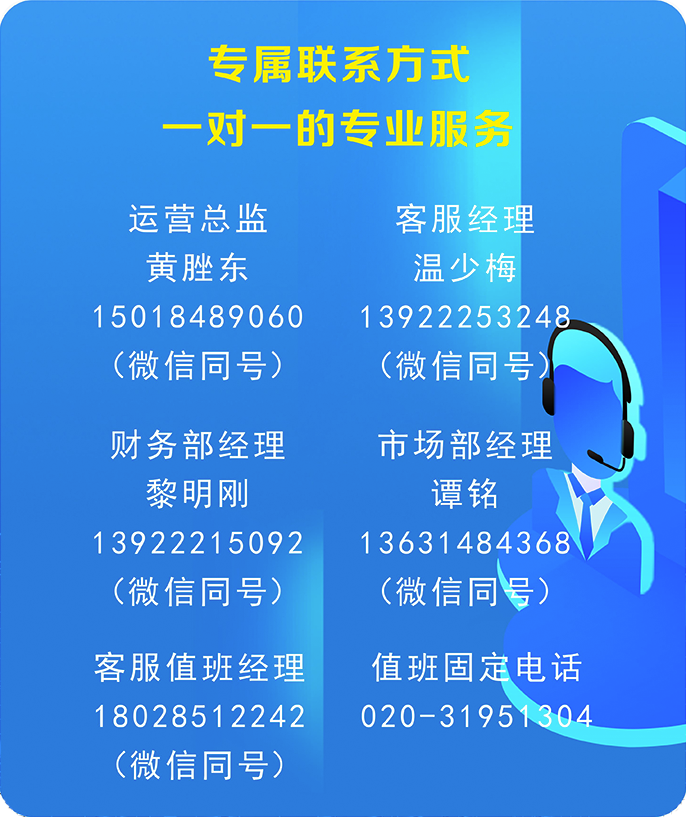 专属联系方式
一对一的专业服务
运营总监
黄脞东
15018489060
（微信同号）
客服经理
温少梅
13922253248
（微信同号）
财务部经理
黎明刚
13922215092
（微信同号）
市场部经理
谭铭
13631484368
（微信同号）
客服值班经理
18028512242
（微信同号）
值班固定电话
020-31951304